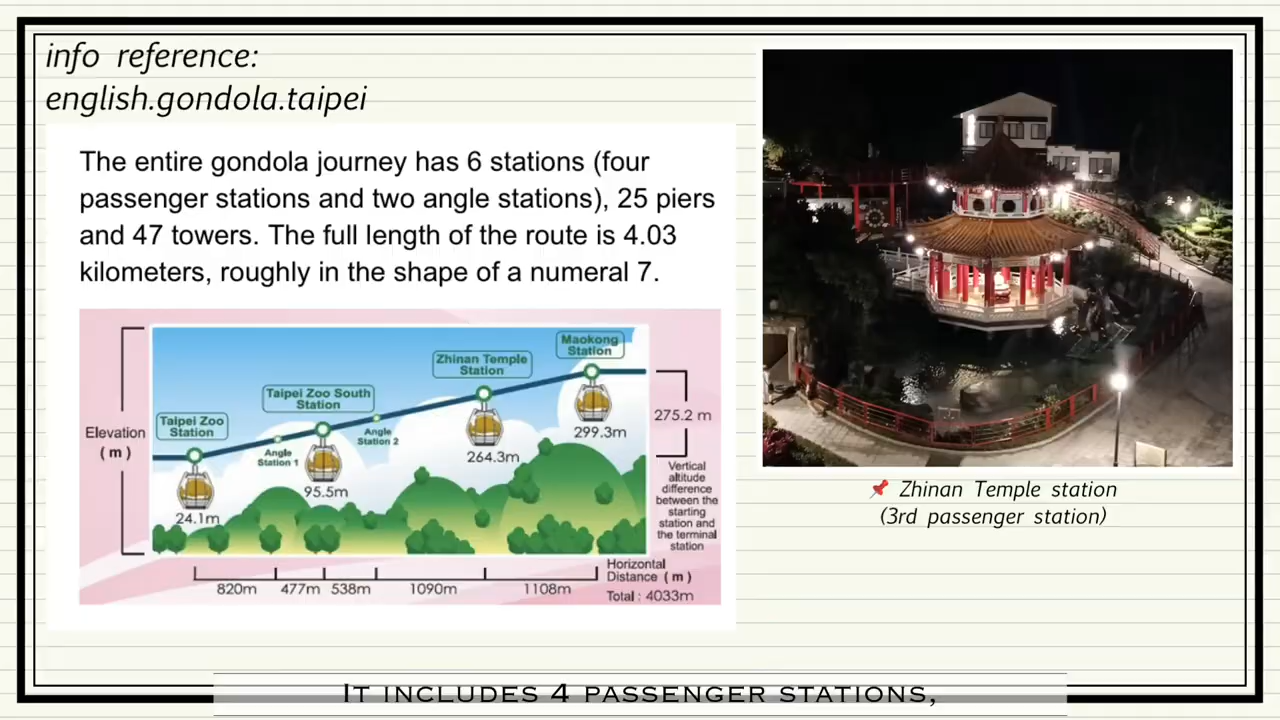 info reference:
english.gondola.taipei
The entire gondola journey has 6 stations (four
passenger stations and two angle stations), 25 piers
and 47 towers. The full length of the route is 4.03
kilometers, roughly in the shape of a numeral 7.
Elevation
( m )
Taipei Zoo
Station
24.1m
Angle
Station 1
Taipei Zoo South
Station
95.5m
Angle
Station 2
Zhinan Temple
Station
264.3m
Maokong
Station
299.3m
275.2 m
Vertical
altitude
difference
between the
starting
station and
the terminal
station
820m
477m
538m
1090m
1108m
Horizontal
Distance ( m )
Total : 4033m
📌 Zhinan Temple station
(3rd passenger station)
IT INCLUDES 4 PASSENGER STATIONS,